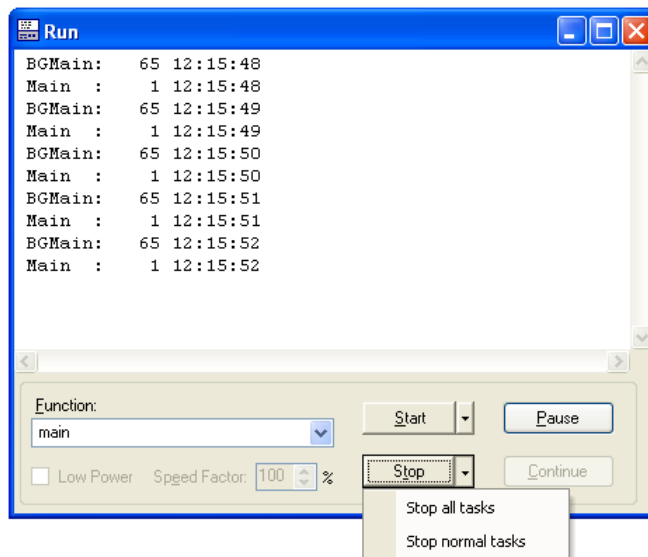 Run
BGMain:   65 12:15:48
Main  :    1 12:15:48
BGMain:   65 12:15:49
Main  :    1 12:15:49
BGMain:   65 12:15:50
Main  :    1 12:15:50
BGMain:   65 12:15:51
Main  :    1 12:15:51
BGMain:   65 12:15:52
Main  :    1 12:15:52
Function:
main
Start
Pause
Low Power
Speed Factor: 100 %
Stop
Continue
Stop all tasks
Stop normal tasks